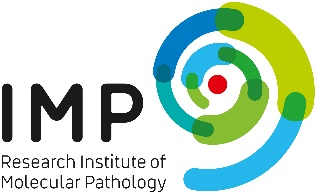 IMP
Research Institute of
Molecular Pathology